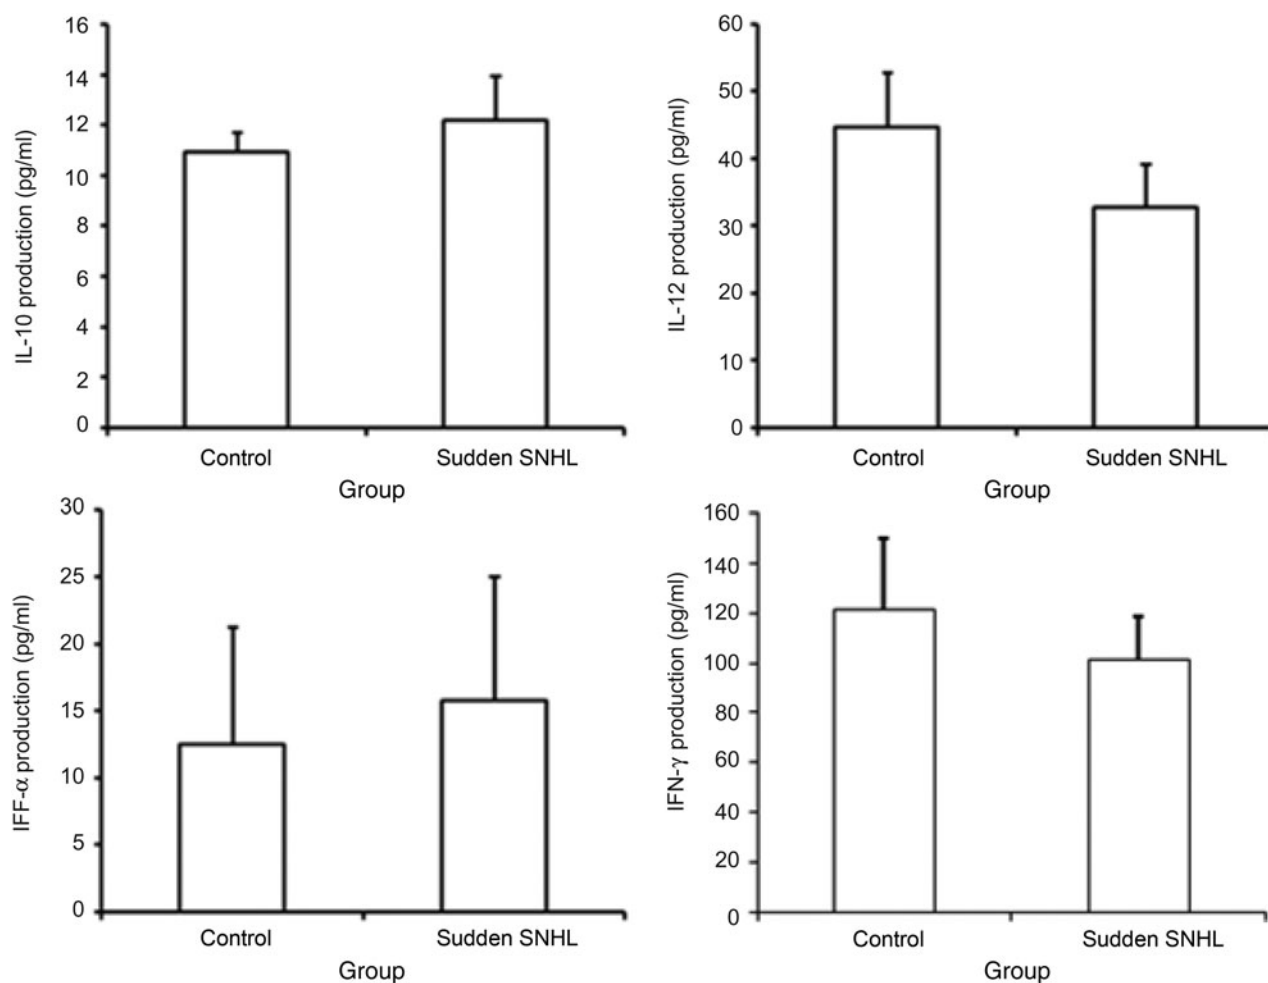 IL-10 production (pg/ml)
16
14
12
10
8
6
4
2
0
Control Sudden SNHL
Group
IL-12 production (pg/ml)
60
50
40
30
20
10
0
Control Sudden SNHL
Group
IFF-α production (pg/ml)
30
25
20
15
10
5
0
Control Sudden SNHL
Group
IFN-γ production (pg/ml)
160
140
120
100
80
60
40
20
0
Control Sudden SNHL
Group